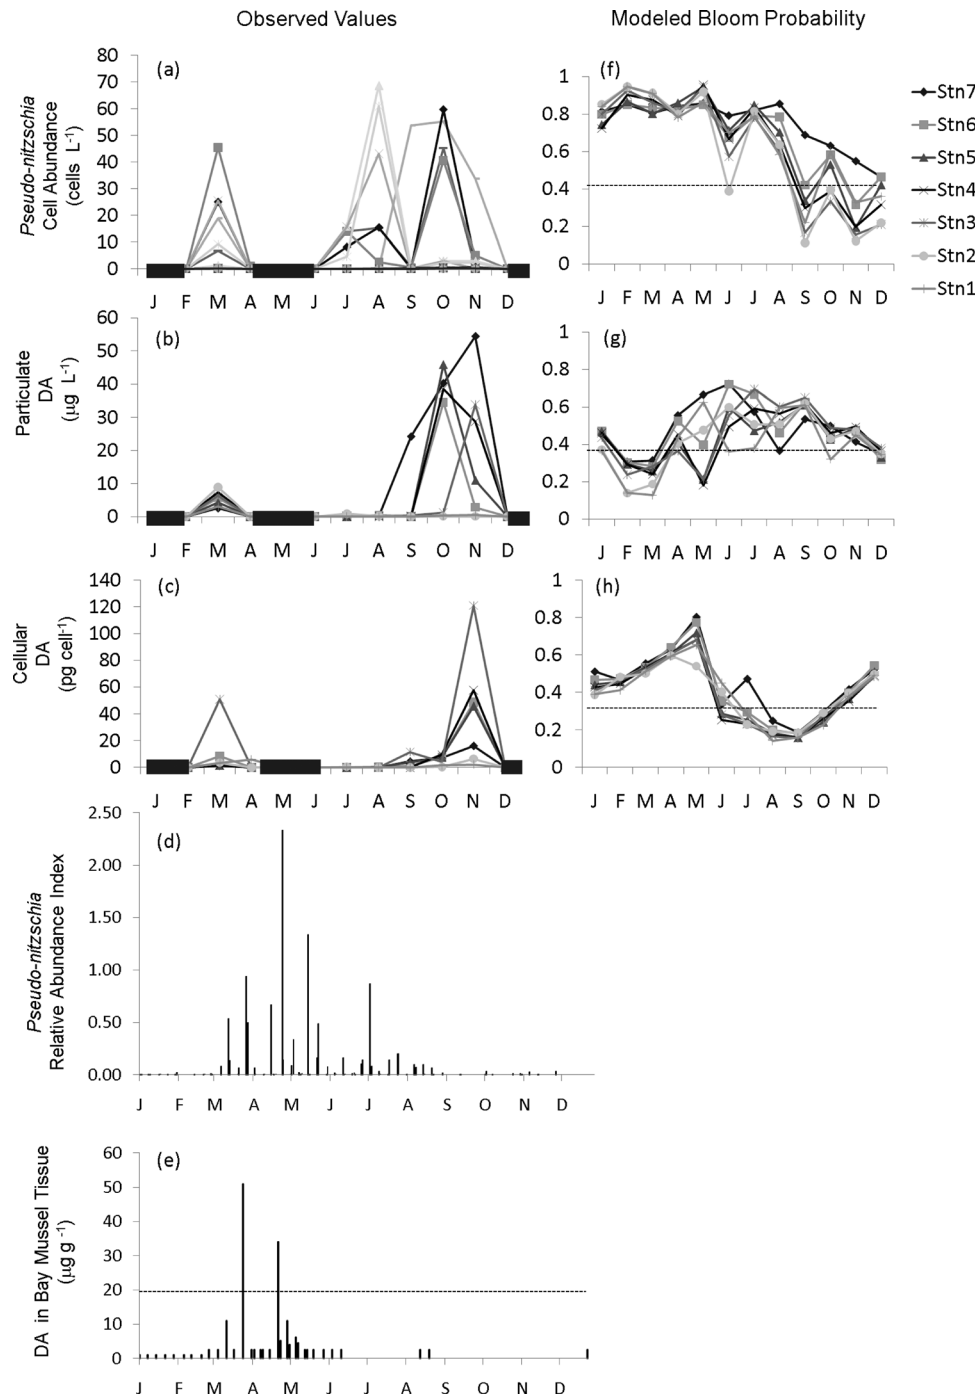 Observed Values
Modeled Bloom Probability
Pseudo-nitzschia
Cell Abundance
(cells L-1)
(a)
80
70
60
50
40
30
20
10
0
J F M A M J J A S O N D
(f)
1
0.8
0.6
0.4
0.2
0
J F M A M J J A S O N D
Stn7
Stn6
Stn5
Stn4
Stn3
Stn2
Stn1
Particulate
DA
(µg L-1)
(b)
60
50
40
30
20
10
0
J F M A M J J A S O N D
(g)
1
0.8
0.6
0.4
0.2
0
J F M A M J J A S O N D
Cellular
DA
(pg cell-1)
(c)
140
120
100
80
60
40
20
0
J F M A M J J A S O N D
(h)
1
0.8
0.6
0.4
0.2
0
J F M A M J J A S O N D
Pseudo-nitzschia
Relative Abundance Index
(d)
2.50
2.00
1.50
1.00
0.50
0.00
J F M A M J J A S O N D
DA in Bay Mussel Tissue
(µg g -1)
(e)
60
50
40
30
20
10
0
J F M A M J J A S O N D